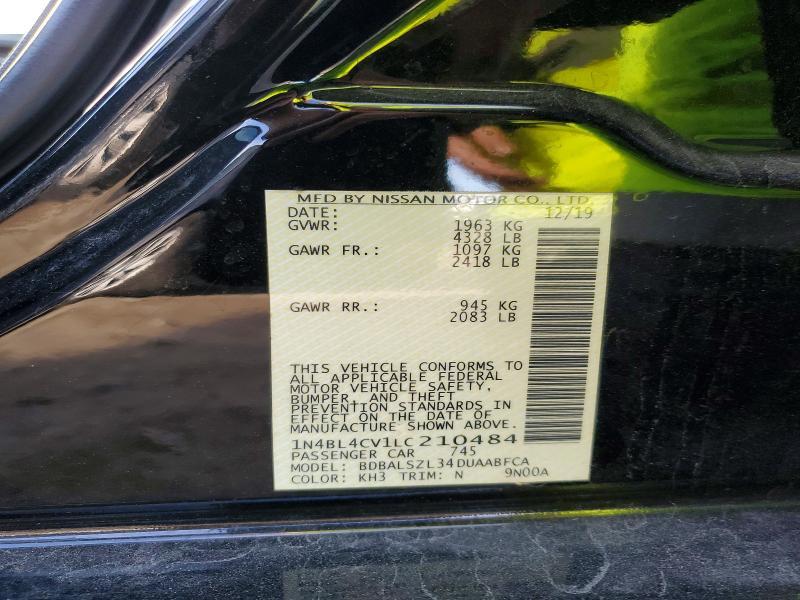 MFD BY NISSAN MOTOR CO., LTD.
DATE: 12/19
GVWR: 1963 KG
4328 LB
GAWR FR.: 1097 KG
2418 LB
GAWR RR.: 945 KG
2083 LB
THIS VEHICLE CONFORMS TO
ALL APPLICABLE FEDERAL
MOTOR VEHICLE SAFETY,
BUMPER, AND THEFT
PREVENTION STANDARDS IN
EFFECT ON THE DATE OF
MANUFACTURE SHOWN ABOVE.
1N4BL4CV1LC210484
PASSENGER CAR 745
MODEL: BDBALSZL34DUAABFCA
COLOR: KH3 TRIM: N 9N00A